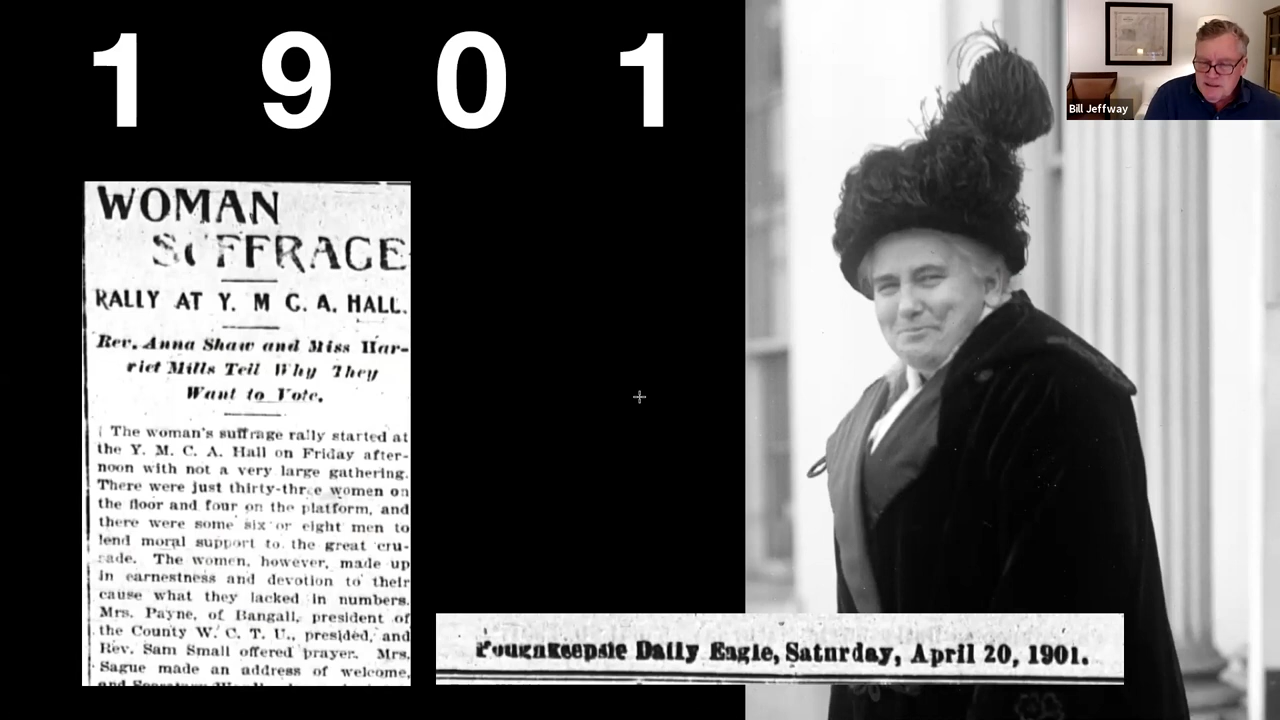 1 9 0 1
Bill Jeffway
WOMAN
SUFFRAGE
RALLY AT Y. M C. A. HALL.
Rev. Anna Shaw and Miss Har-
riet Mills Tell Why They
Want to Vote.
The woman's suffrage rally started at
the Y. M. C. A. Hall on Friday after-
noon with not a very large gathering.
There were just thirty-three women on
the floor and four on the platform, and
there were some six or eight men to
lend moral support to the great cru-
sade. The women, however, made up
in earnestness and devotion to their
cause what they lacked in numbers.
Mrs. Payne, of Bangall, president of
the County W. C. T. U., presided, and
Rev. Sam Small offered prayer. Mrs.
Sague made an address of welcome,
and
Poughkeepsie Daily Eagle, Saturday, April 20, 1901.